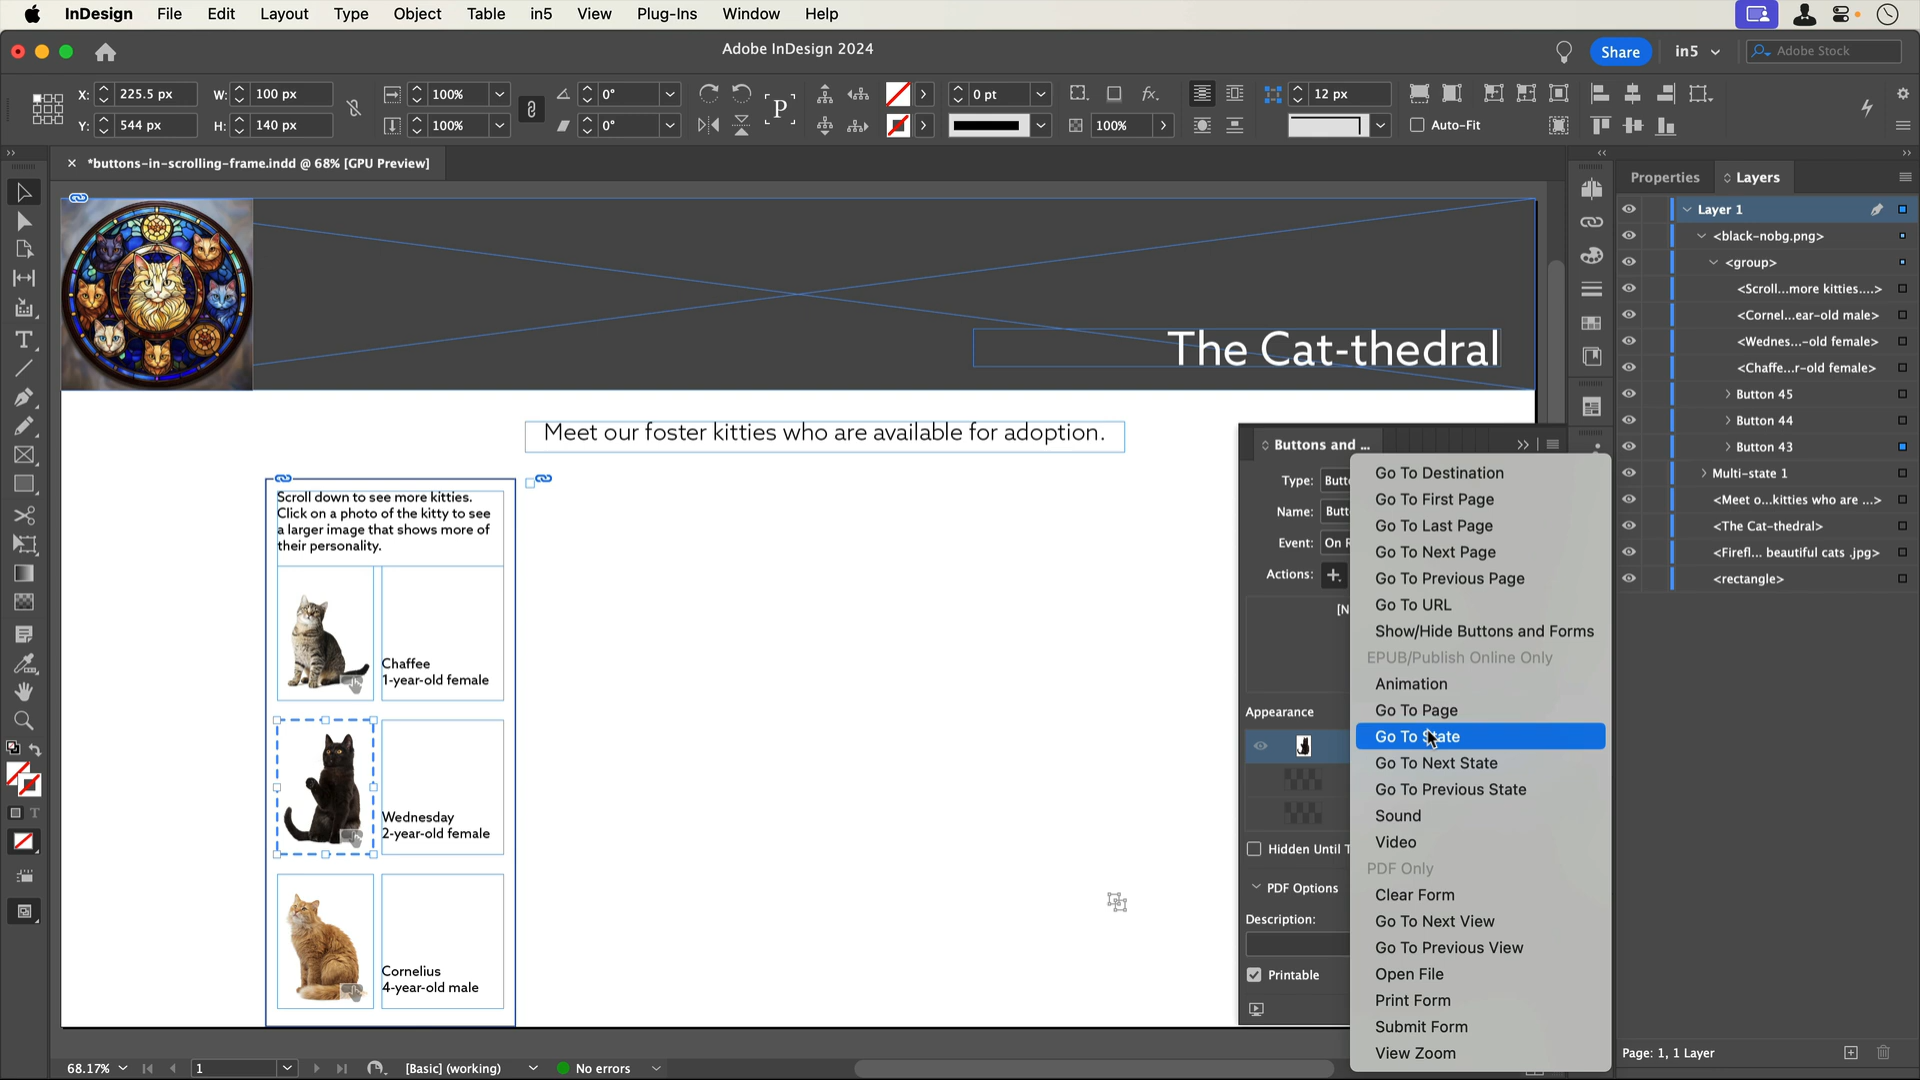 InDesign File Edit Layout Type Object Table in5 View Plug-Ins Window Help
Adobe InDesign 2024
Share
in5
Adobe Stock
X: 225.5 px
W: 100 px
100%
0°
P
fx.
0 pt
12 px
Y: 544 px
H: 140 px
100%
0°
100%
Auto-Fit
*buttons-in-scrolling-frame.indd @ 68% [GPU Preview]
The Cat-thedral
Meet our foster kitties who are available for adoption.
Scroll down to see more kitties.
Click on a photo of the kitty to see
a larger image that shows more of
their personality.
Chaffee
1-year-old female
Wednesday
2-year-old female
Cornelius
4-year-old male
Buttons and ...
Type: Butt
Name: Butt
Event: On R
Actions:
[N
Appearance
Hidden Until T
PDF Options
Description:
Printable
Go To Destination
Go To First Page
Go To Last Page
Go To Next Page
Go To Previous Page
Go To URL
Show/Hide Buttons and Forms
EPUB/Publish Online Only
Animation
Go To Page
Go To State
Go To Next State
Go To Previous State
Sound
Video
PDF Only
Clear Form
Go To Next View
Go To Previous View
Open File
Print Form
Submit Form
View Zoom
Properties
Layers
Layer 1
<black-nobg.png>
<group>
<Scroll...more kitties....>
<Cornel...ear-old male>
<Wednes...-old female>
<Chaffe...r-old female>
Button 45
Button 44
Button 43
Multi-state 1
<Meet o...kitties who are ...>
<The Cat-thedral>
<Firefl... beautiful cats .jpg>
<rectangle>
Page: 1, 1 Layer
68.17%
1
[Basic] (working)
No errors